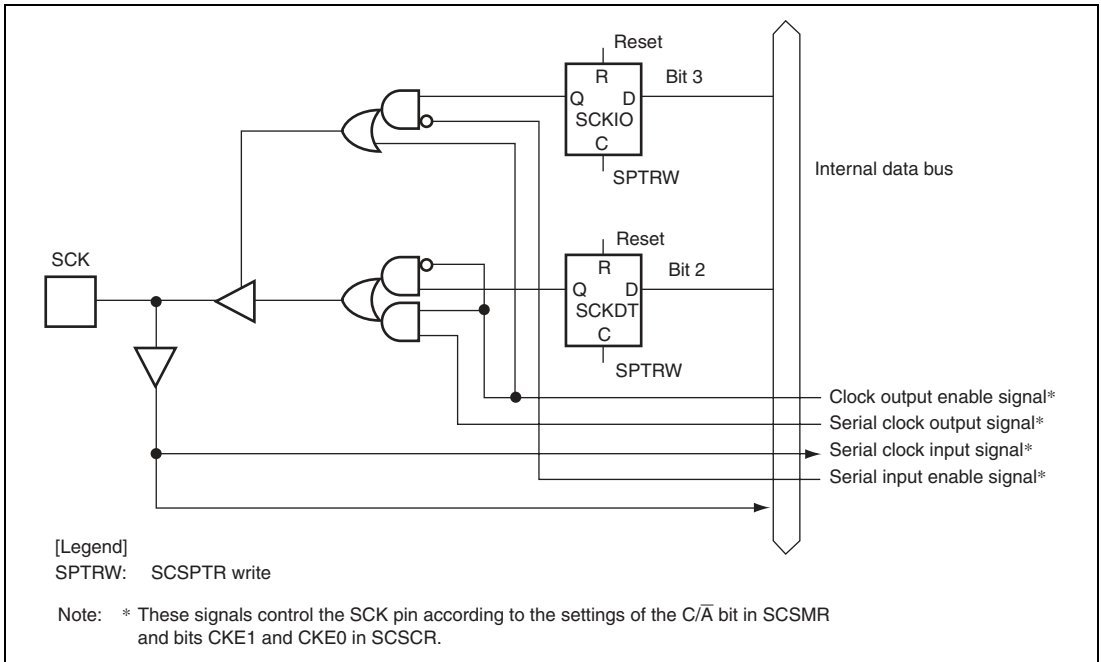 Reset
R
Bit 3
Q
D
SCKIO
C
SPTRW
Internal data bus
Reset
SCK
R
Bit 2
Q
D
SCKDT
C
SPTRW
Clock output enable signal*
Serial clock output signal*
Serial clock input signal*
Serial input enable signal*
[Legend]
SPTRW: SCSPTR write
Note: * These signals control the SCK pin according to the settings of the C/A̅ bit in SCSMR
and bits CKE1 and CKE0 in SCSCR.